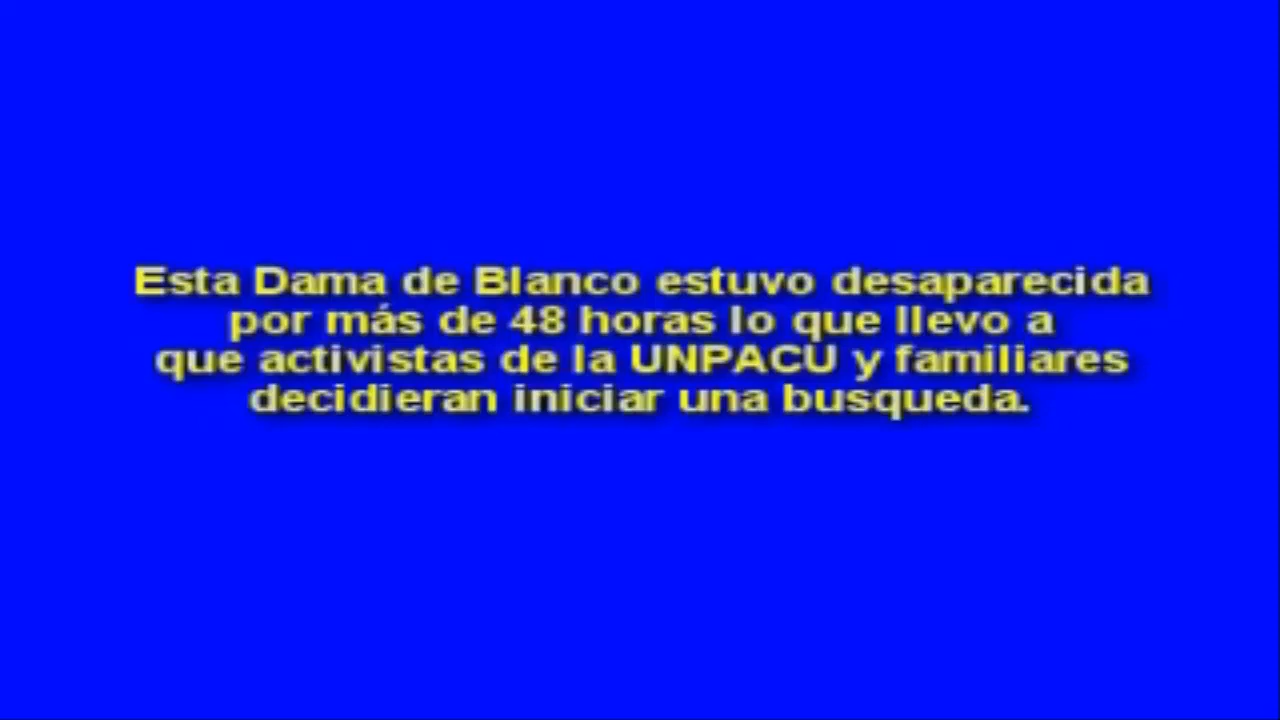 Esta Dama de Blanco estuvo desaparecida
por más de 48 horas lo que llevo a
que activistas de la UNPACU y familiares
decidieran iniciar una busqueda.